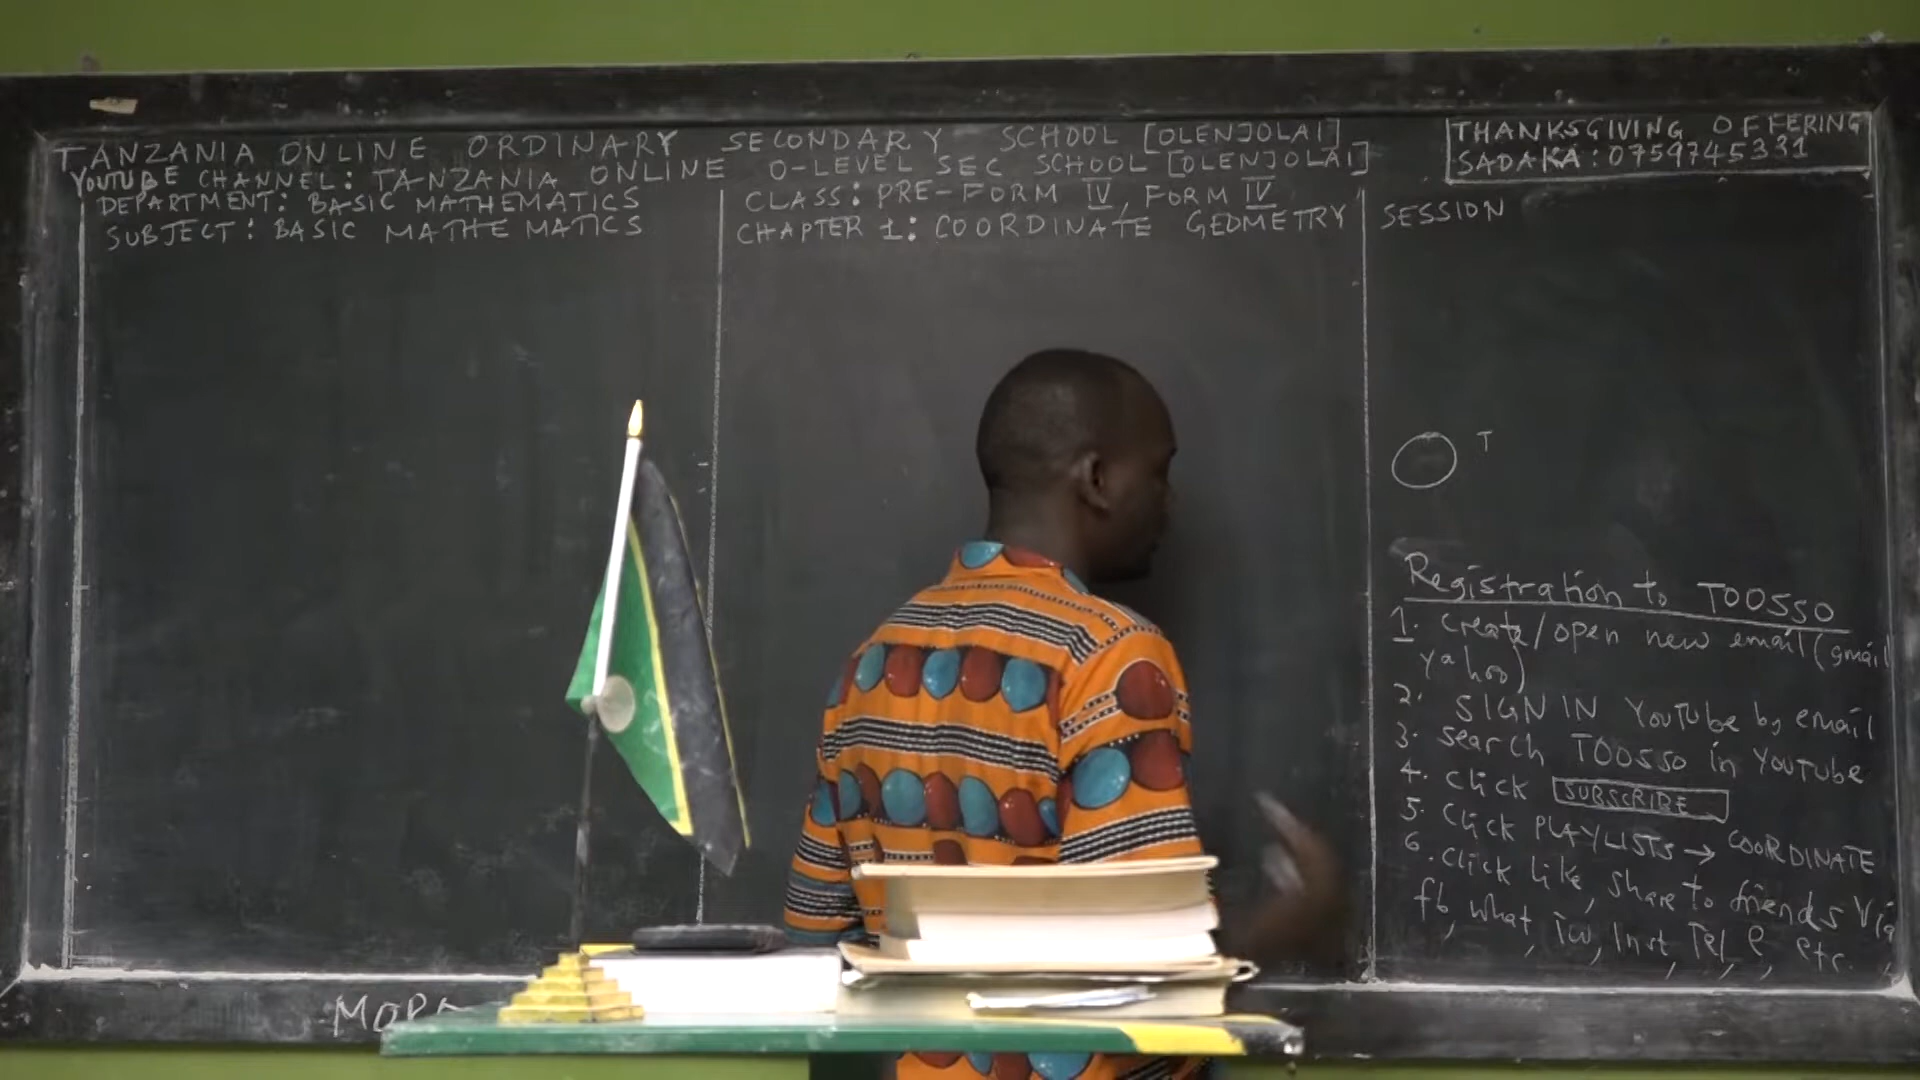 TANZANIA ONLINE ORDINARY SECONDARY SCHOOL [OLENJOLAI]
YOUTUBE CHANNEL: TANZANIA ONLINE O-LEVEL SEC SCHOOL [OLENJOLAI]
DEPARTMENT: BASIC MATHEMATICS
SUBJECT: BASIC MATHEMATICS
CLASS: PRE-FORM IV, FORM IV
CHAPTER 1: COORDINATE GEOMETRY
THANKSGIVING OFFERING
SADAKA: 0759745331
SESSION
T
Registration to TOOSSO
1. create/open new email (gmail
yahoo)
2. SIGN IN YouTube by email
3. search TOOSSO in YouTube
4. click SUBSCRIBE
5. click PLAYLISTS → COORDINATE
6. click like, share to friends via
fb, what, Tw, Inst, Tel, e, etc.